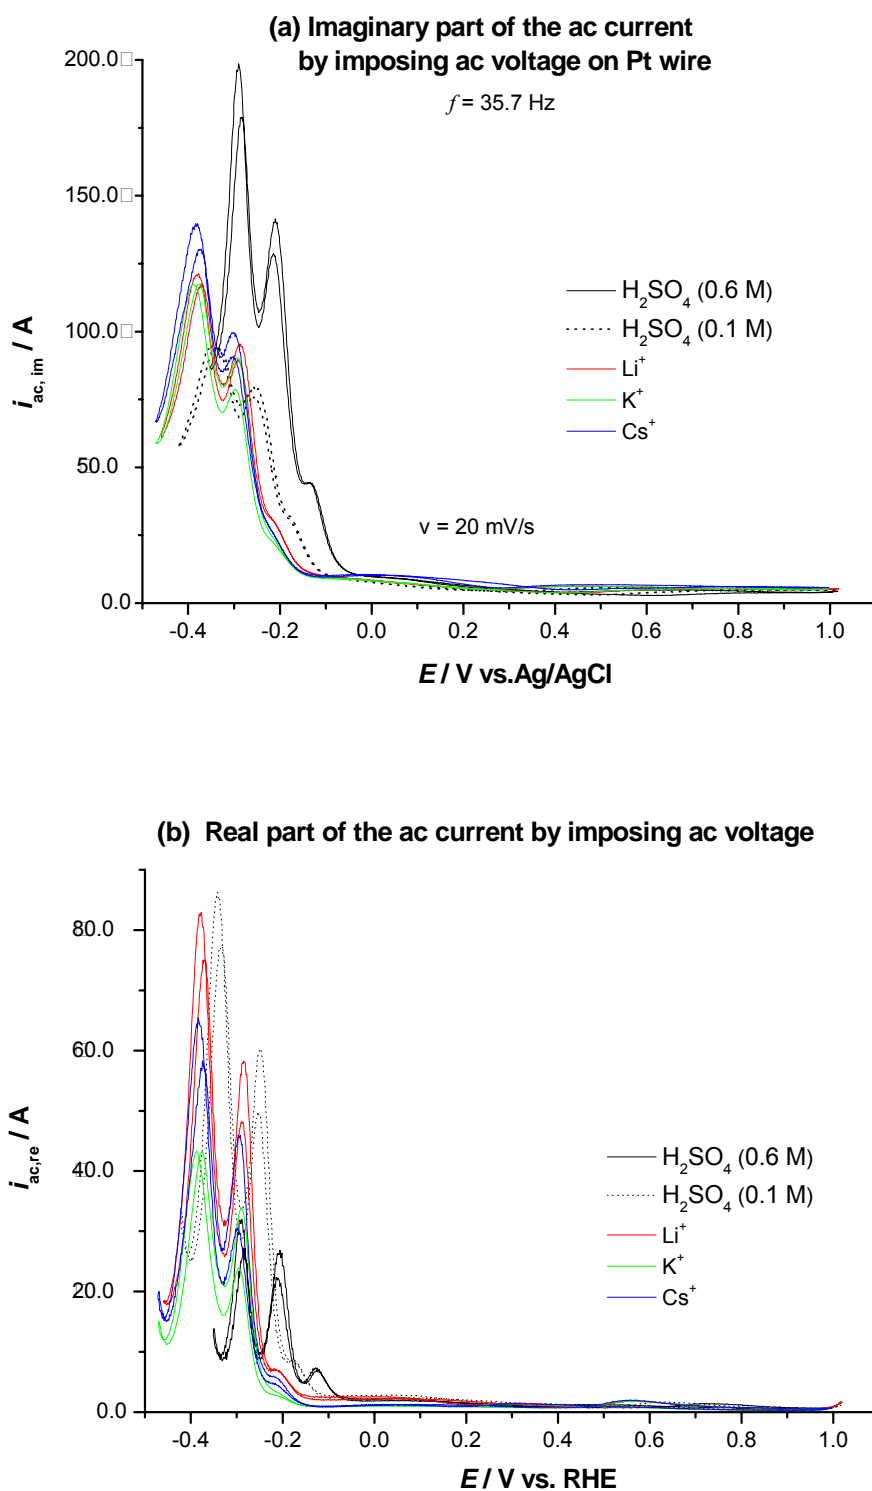 (a) Imaginary part of the ac current
by imposing ac voltage on Pt wire
f = 35.7 Hz
200.0□
150.0□
100.0□
50.0
0.0
i ac, im / A
H₂SO₄ (0.6 M)
H₂SO₄ (0.1 M)
Li⁺
K⁺
Cs⁺
v = 20 mV/s
-0.4 -0.2 0.0 0.2 0.4 0.6 0.8 1.0
E / V vs.Ag/AgCl
(b) Real part of the ac current by imposing ac voltage
80.0
60.0
40.0
20.0
0.0
i ac,re / A
H₂SO₄ (0.6 M)
H₂SO₄ (0.1 M)
Li⁺
K⁺
Cs⁺
-0.4 -0.2 0.0 0.2 0.4 0.6 0.8 1.0
E / V vs. RHE